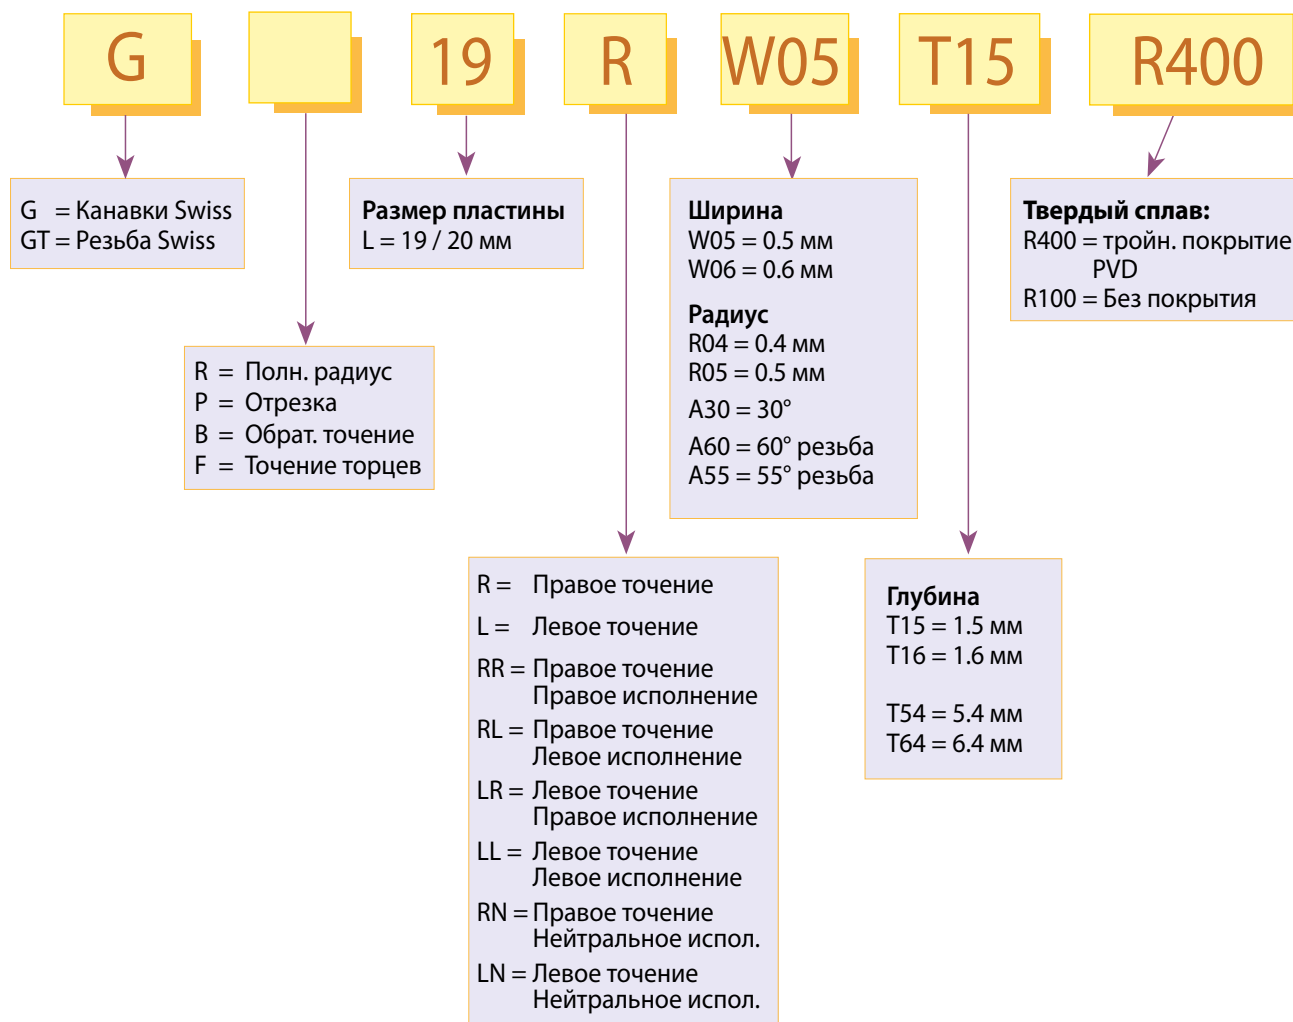 G 19 R W05 T15 R400
G = Канавки Swiss
GT = Резьба Swiss
Размер пластины
L = 19 / 20 мм
Ширина
W05 = 0.5 мм
W06 = 0.6 мм
Радиус
R04 = 0.4 мм
R05 = 0.5 мм
A30 = 30°
A60 = 60° резьба
A55 = 55° резьба
Твердый сплав:
R400 = тройн. покрытие
PVD
R100 = Без покрытия
R = Полн. радиус
P = Отрезка
B = Обрат. точение
F = Точение торцев
R = Правое точение
L = Левое точение
RR = Правое точение
Правое исполнение
RL = Правое точение
Левое исполнение
LR = Левое точение
Правое исполнение
LL = Левое точение
Левое исполнение
RN = Правое точение
Нейтральное испол.
LN = Левое точение
Нейтральное испол.
Глубина
T15 = 1.5 мм
T16 = 1.6 мм
T54 = 5.4 мм
T64 = 6.4 мм